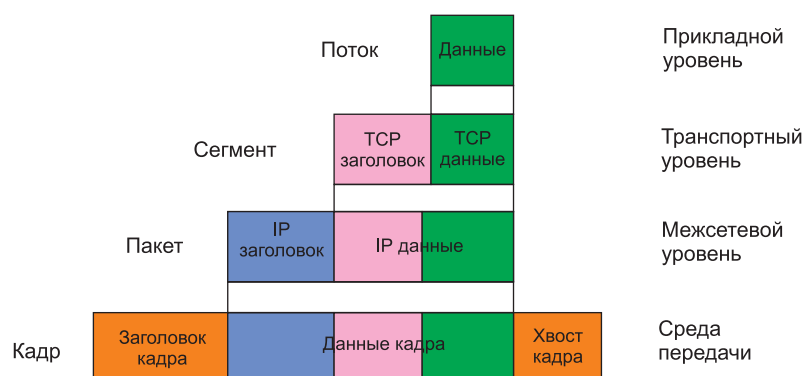 Поток
Данные
Прикладной
уровень
Сегмент
TCP
заголовок
TCP
данные
Транспортный
уровень
Пакет
IP
заголовок
IP данные
Межсетевой
уровень
Кадр
Заголовок
кадра
Данные кадра
Хвост
кадра
Среда
передачи